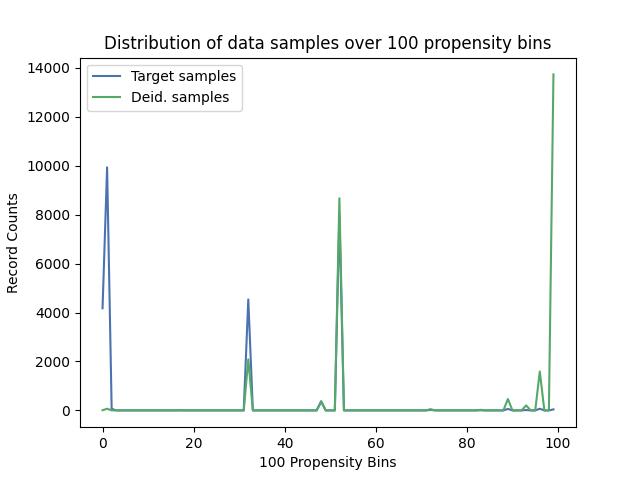 Distribution of data samples over 100 propensity bins
Target samples
Deid. samples
14000
12000
10000
8000
6000
4000
2000
0
Record Counts
0 20 40 60 80 100
100 Propensity Bins